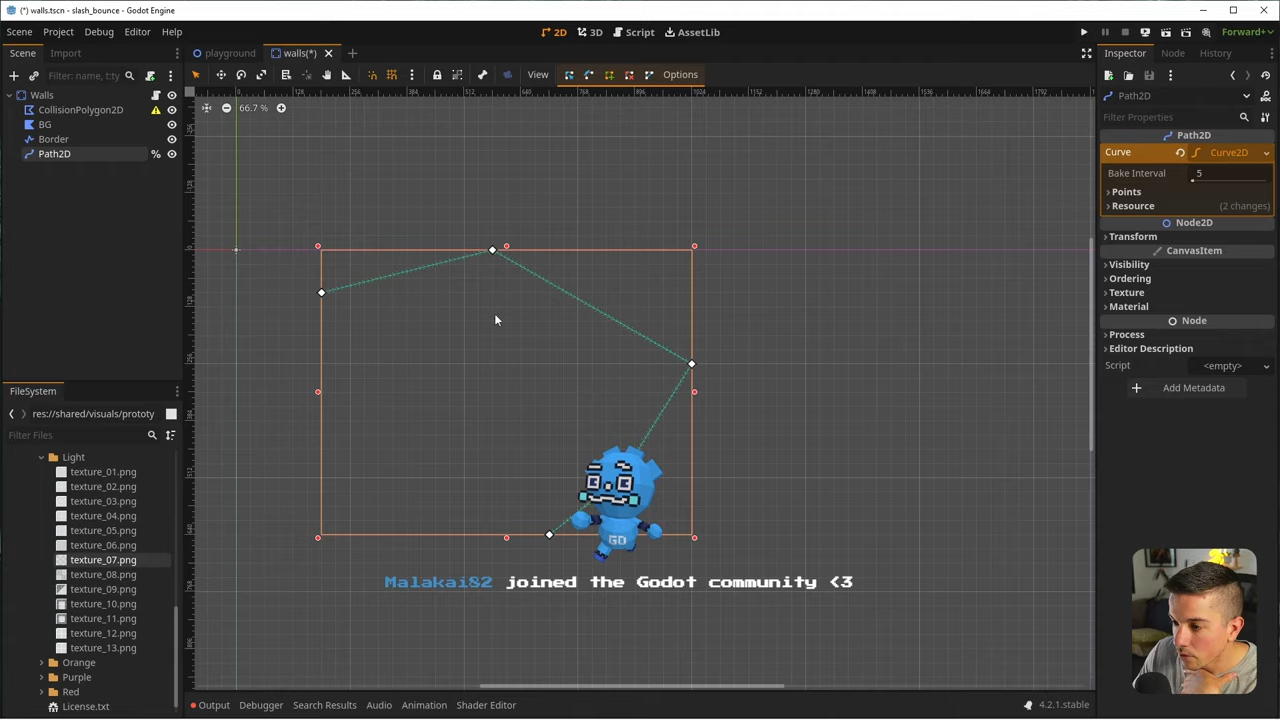 (*) walls.tscn - slash_bounce - Godot Engine
Scene Project Debug Editor Help
2D 3D Script AssetLib
Forward+
Scene Import
playground walls(*)
Inspector Node History
Filter: name, t:ty
View Options
Walls
CollisionPolygon2D
BG
Border
Path2D
66.7 %
Path2D
Filter Properties
Path2D
Curve Curve2D
Bake Interval 5
Points
Resource (2 changes)
Node2D
Transform
CanvasItem
Visibility
Ordering
Texture
Material
Node
Process
Editor Description
Script <empty>
Add Metadata
GD
Malakai82 joined the Godot community <3
FileSystem
res://shared/visuals/prototy
Filter Files
Light
texture_01.png
texture_02.png
texture_03.png
texture_04.png
texture_05.png
texture_06.png
texture_07.png
texture_08.png
texture_09.png
texture_10.png
texture_11.png
texture_12.png
texture_13.png
Orange
Purple
Red
License.txt
Output Debugger Search Results Audio Animation Shader Editor
4.2.1.stable